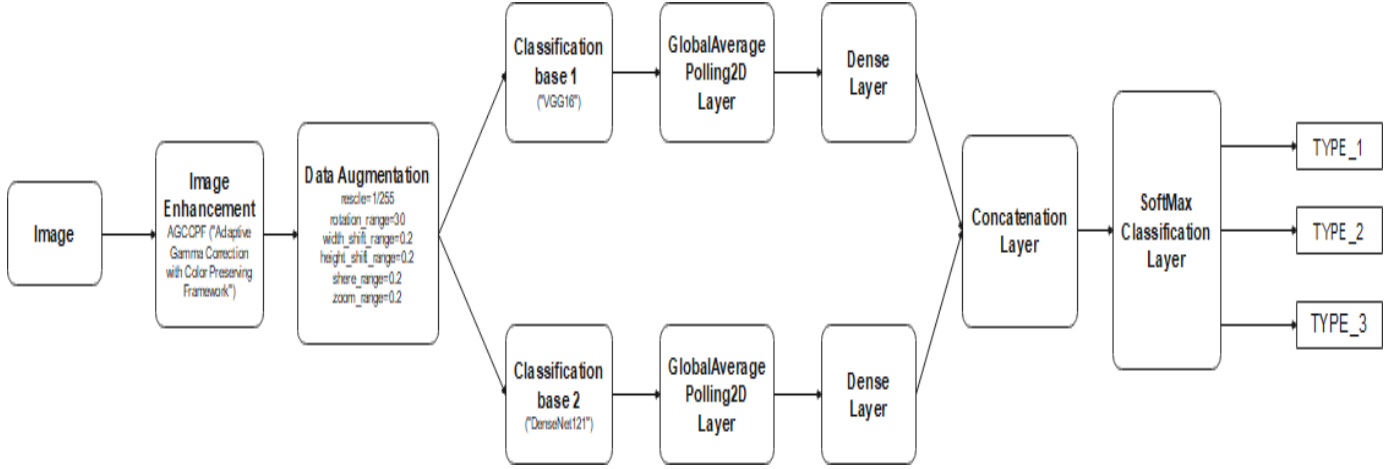 Image
Image
Enhancement
AGCCPF ("Adaptive
Gamma Correction
with Color Preserving
Framework")
Data Augmentation
rescle=1/255
rotation_range=30
width_shift_range=0.2
height_shift_range=0.2
shere_range=0.2
zoom_range=0.2
Classification
base 1
("VGG16")
GlobalAverage
Polling2D
Layer
Dense
Layer
Classification
base 2
("DenseNet121")
GlobalAverage
Polling2D
Layer
Dense
Layer
Concatenation
Layer
SoftMax
Classification
Layer
TYPE_1
TYPE_2
TYPE_3